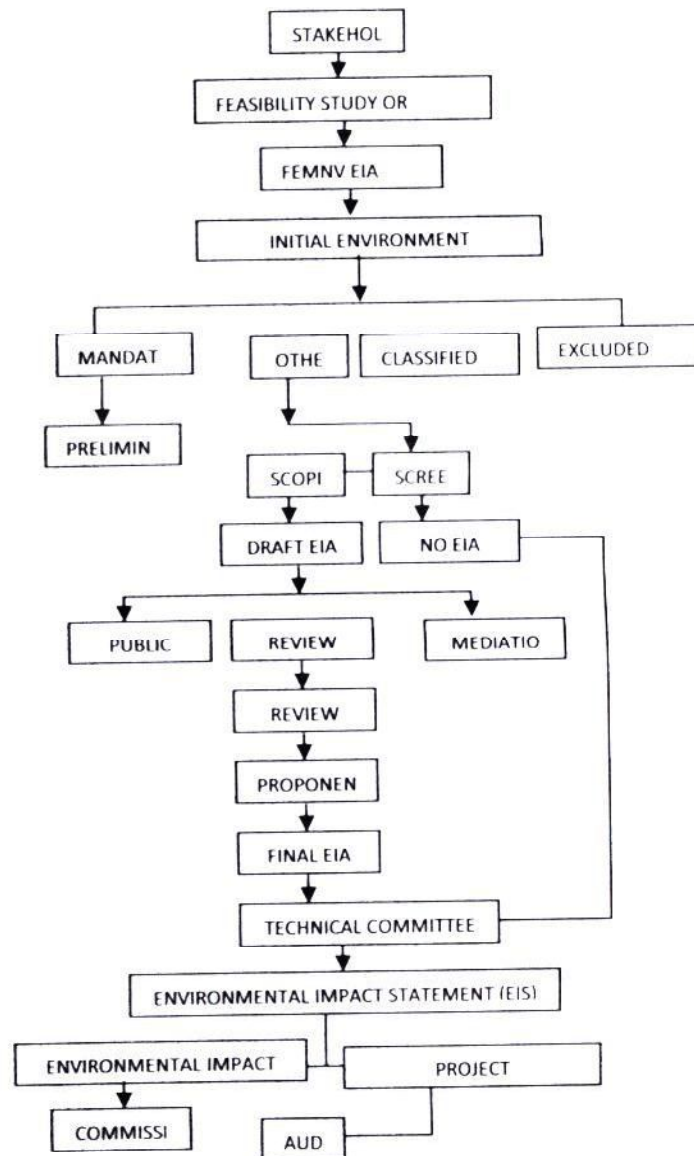 STAKEHOL
FEASIBILITY STUDY OR
FEMNV EIA
INITIAL ENVIRONMENT
MANDAT
OTHE
CLASSIFIED
EXCLUDED
PRELIMIN
SCOPI
SCREE
DRAFT EIA
NO EIA
PUBLIC
REVIEW
MEDIATIO
REVIEW
PROPONEN
FINAL EIA
TECHNICAL COMMITTEE
ENVIRONMENTAL IMPACT STATEMENT (EIS)
ENVIRONMENTAL IMPACT
PROJECT
COMMISSI
AUD